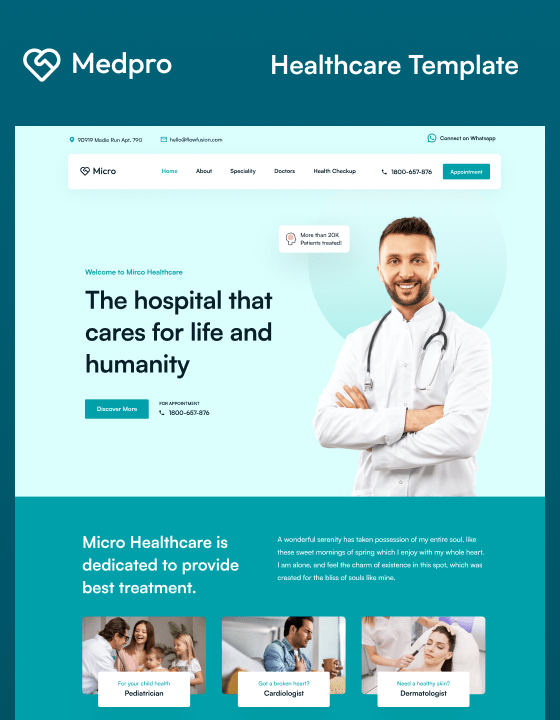 Medpro
Healthcare Template
90919 Madie Run Apt. 790
hello@flowfusion.com
Connect on Whatsapp
Micro
Home
About
Speciality
Doctors
Health Checkup
1800-657-876
Appointment
More than 20K
Patients treated!
Welcome to Mirco Healthcare
The hospital that
cares for life and
humanity
Discover More
FOR APPOINTMENT
1800-657-876
Micro Healthcare is
dedicated to provide
best treatment.
A wonderful serenity has taken possession of my entire soul, like
these sweet mornings of spring which I enjoy with my whole heart.
I am alone, and feel the charm of existence in this spot, which was
created for the bliss of souls like mine.
For your child health
Pediatrician
Got a broken heart?
Cardiologist
Need a healthy skin?
Dermatologist